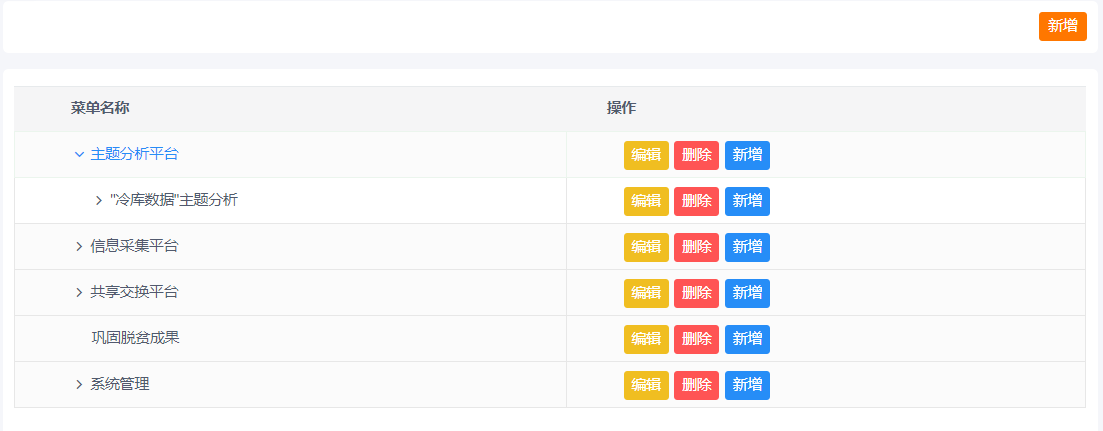 新增
菜单名称 操作
主题分析平台 编辑 删除 新增
"冷库数据"主题分析 编辑 删除 新增
信息采集平台 编辑 删除 新增
共享交换平台 编辑 删除 新增
巩固脱贫成果 编辑 删除 新增
系统管理 编辑 删除 新增